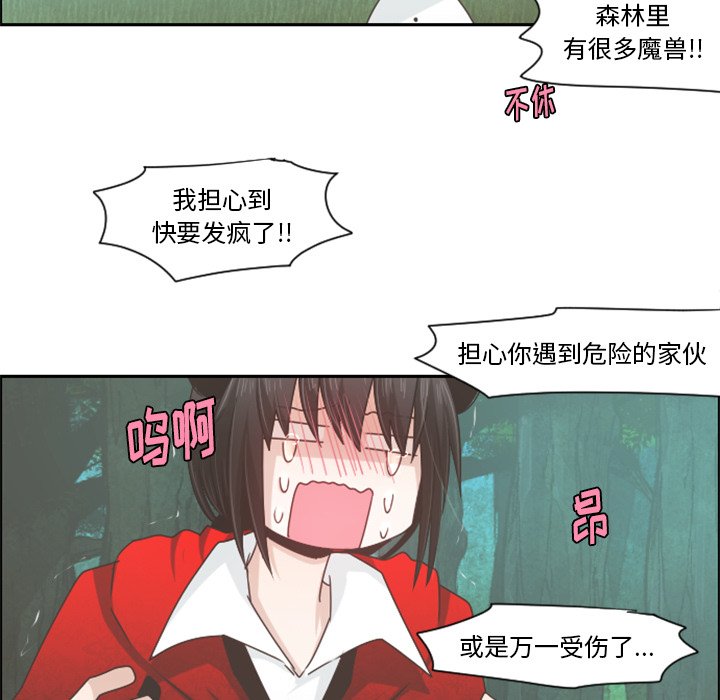 森林里
有很多魔兽!!
不休
我担心到
快要发疯了!!
担心你遇到危险的家伙
呜啊
昂
或是万一受伤了...